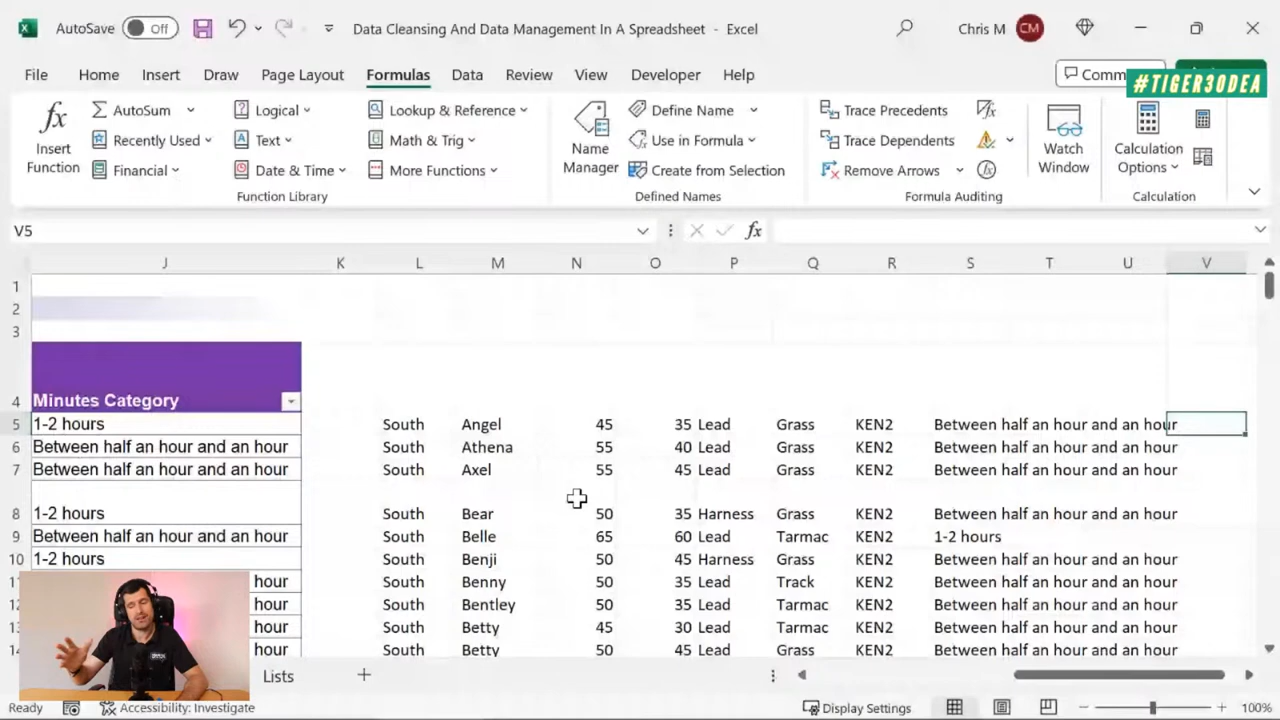 AutoSave Off Data Cleansing And Data Management In A Spreadsheet - Excel Chris M CM
File Home Insert Draw Page Layout Formulas Data Review View Developer Help Comm
#TIGER30DEA
fx Insert Function
AutoSum Logical Lookup & Reference
Recently Used Text Math & Trig
Financial Date & Time More Functions
Function Library
Name Manager
Define Name
Use in Formula
Create from Selection
Defined Names
Trace Precedents
Trace Dependents
Remove Arrows
Formula Auditing
Watch Window
Calculation Options
Calculation
V5 fx
J K L M N O P Q R S T U V
1
2
3
4 Minutes Category
5 1-2 hours South Angel 45 35 Lead Grass KEN2 Between half an hour and an hour
6 Between half an hour and an hour South Athena 55 40 Lead Grass KEN2 Between half an hour and an hour
7 Between half an hour and an hour South Axel 55 45 Lead Grass KEN2 Between half an hour and an hour
8 1-2 hours South Bear 50 35 Harness Grass KEN2 Between half an hour and an hour
9 Between half an hour and an hour South Belle 65 60 Lead Tarmac KEN2 1-2 hours
10 1-2 hours South Benji 50 45 Harness Grass KEN2 Between half an hour and an hour
hour South Benny 50 35 Lead Track KEN2 Between half an hour and an hour
hour South Bentley 50 35 Lead Tarmac KEN2 Between half an hour and an hour
hour South Betty 45 30 Lead Tarmac KEN2 Between half an hour and an hour
hour South Betty 50 45 Lead Grass KEN2 Between half an hour and an hour
Lists
Ready Accessibility: Investigate Display Settings 100%